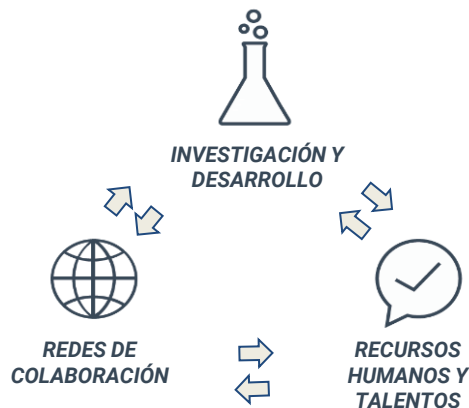 INVESTIGACIÓN Y
DESARROLLO
REDES DE
COLABORACIÓN
RECURSOS
HUMANOS Y
TALENTOS